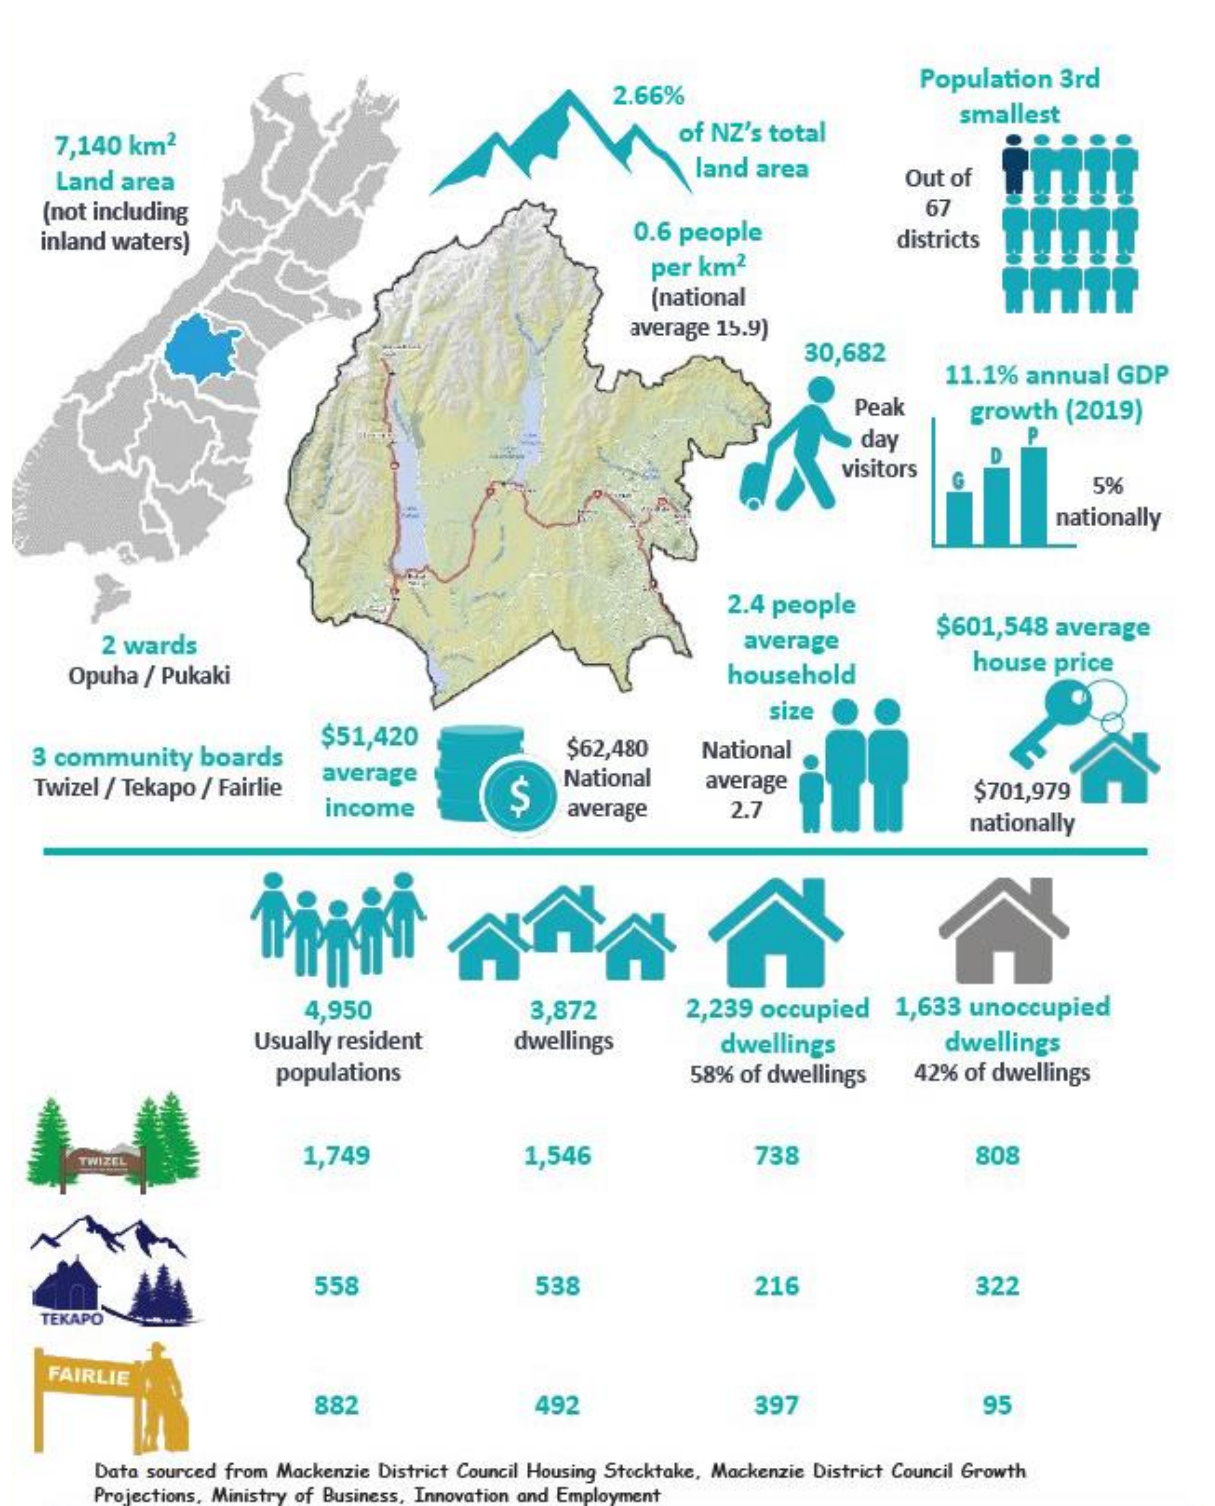 7,140 km²
Land area
(not including
inland waters)
2.66%
of NZ's total
land area
0.6 people
per km²
(national
average 15.9)
Population 3rd
smallest
Out of
67
districts
30,682
Peak
day
visitors
11.1% annual GDP
growth (2019)
G
D
P
5%
nationally
2 wards
Opuha / Pukaki
3 community boards
Twizel / Tekapo / Fairlie
$51,420
average
income
$
$62,480
National
average
2.4 people
average
household
size
National
average
2.7
$601,548 average
house price
$701,979
nationally
4,950
Usually resident
populations
3,872
dwellings
2,239 occupied
dwellings
58% of dwellings
1,633 unoccupied
dwellings
42% of dwellings
TWIZEL
1,749 1,546 738 808
TEKAPO
558 538 216 322
FAIRLIE
882 492 397 95
Data sourced from Mackenzie District Council Housing Stocktake, Mackenzie District Council Growth
Projections, Ministry of Business, Innovation and Employment